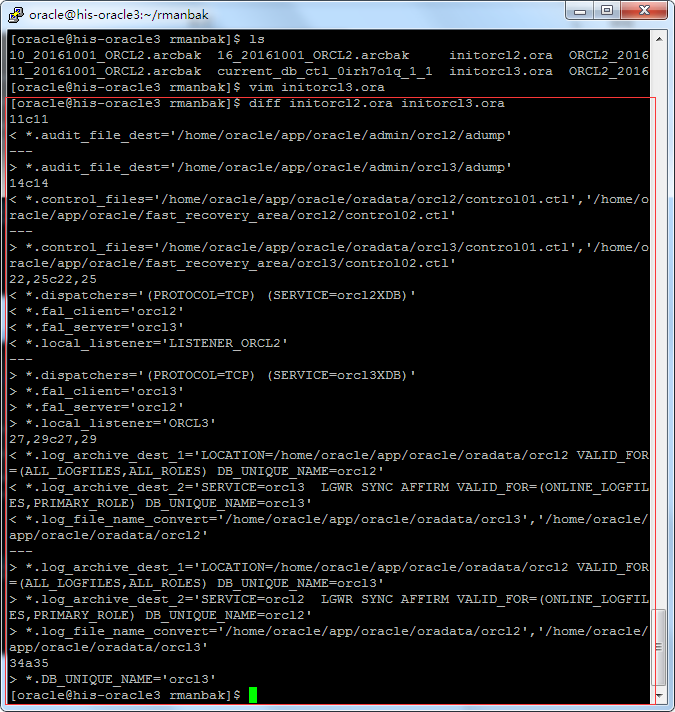 oracle@his-oracle3:~/rmanbak
[oracle@his-oracle3 rmanbak]$ ls
10_20161001_ORCL2.arcbak  16_20161001_ORCL2.arcbak     initorcl2.ora  ORCL2_2016
11_20161001_ORCL2.arcbak  current_db_ctl_0irh7o1q_1_1  initorcl3.ora  ORCL2_2016
[oracle@his-oracle3 rmanbak]$ vim initorcl3.ora
[oracle@his-oracle3 rmanbak]$ diff initorcl2.ora initorcl3.ora
11c11
< *.audit_file_dest='/home/oracle/app/oracle/admin/orcl2/adump'
---
> *.audit_file_dest='/home/oracle/app/oracle/admin/orcl3/adump'
14c14
< *.control_files='/home/oracle/app/oracle/oradata/orcl2/control01.ctl','/home/o
racle/app/oracle/fast_recovery_area/orcl2/control02.ctl'
---
> *.control_files='/home/oracle/app/oracle/oradata/orcl3/control01.ctl','/home/o
racle/app/oracle/fast_recovery_area/orcl3/control02.ctl'
22,25c22,25
< *.dispatchers='(PROTOCOL=TCP) (SERVICE=orcl2XDB)'
< *.fal_client='orcl2'
< *.fal_server='orcl3'
< *.local_listener='LISTENER_ORCL2'
---
> *.dispatchers='(PROTOCOL=TCP) (SERVICE=orcl3XDB)'
> *.fal_client='orcl3'
> *.fal_server='orcl2'
> *.local_listener='ORCL3'
27,29c27,29
< *.log_archive_dest_1='LOCATION=/home/oracle/app/oracle/oradata/orcl2 VALID_FOR
=(ALL_LOGFILES,ALL_ROLES) DB_UNIQUE_NAME=orcl2'
< *.log_archive_dest_2='SERVICE=orcl3  LGWR SYNC AFFIRM VALID_FOR=(ONLINE_LOGFIL
ES,PRIMARY_ROLE) DB_UNIQUE_NAME=orcl3'
< *.log_file_name_convert='/home/oracle/app/oracle/oradata/orcl3','/home/oracle/
app/oracle/oradata/orcl2'
---
> *.log_archive_dest_1='LOCATION=/home/oracle/app/oracle/oradata/orcl2 VALID_FOR
=(ALL_LOGFILES,ALL_ROLES) DB_UNIQUE_NAME=orcl3'
> *.log_archive_dest_2='SERVICE=orcl2  LGWR SYNC AFFIRM VALID_FOR=(ONLINE_LOGFIL
ES,PRIMARY_ROLE) DB_UNIQUE_NAME=orcl2'
> *.log_file_name_convert='/home/oracle/app/oracle/oradata/orcl2','/home/oracle/
app/oracle/oradata/orcl3'
34a35
> *.DB_UNIQUE_NAME='orcl3'
[oracle@his-oracle3 rmanbak]$